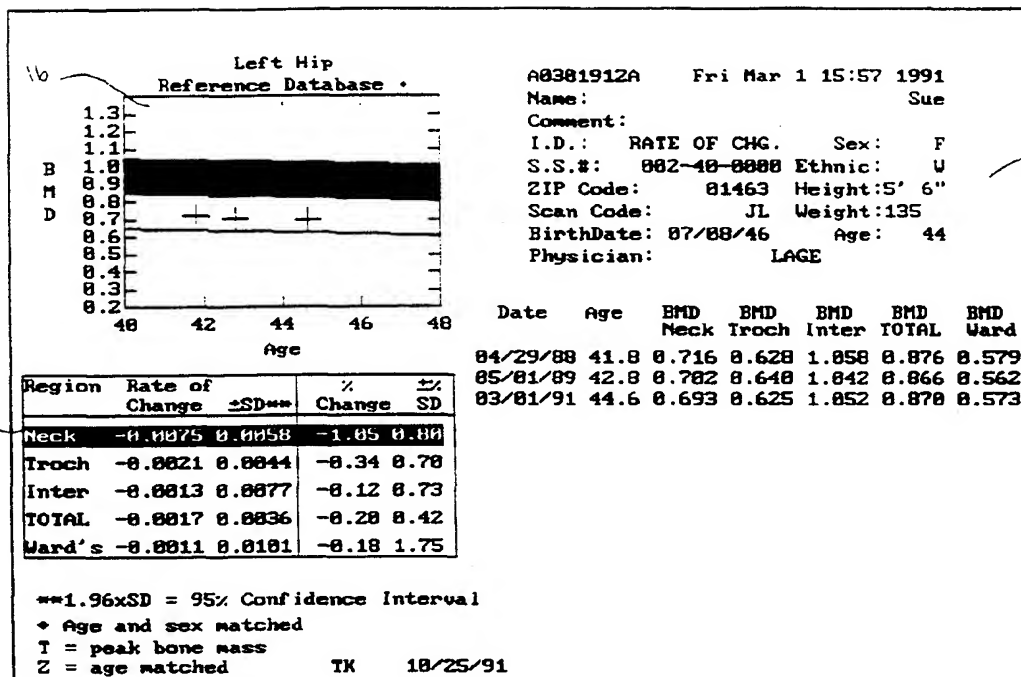 16
Left Hip
Reference Database •
1.3
1.2
1.1
1.0
0.9
0.8
0.7
0.6
0.5
0.4
0.3
0.2
B
M
D
40 42 44 46 48
Age
A0381912A Fri Mar 1 15:57 1991
Name: Sue
Comment:
I.D.: RATE OF CHG. Sex: F
S.S.#: 002-40-0000 Ethnic: W
ZIP Code: 01463 Height:5' 6"
Scan Code: JL Weight:135
BirthDate: 07/08/46 Age: 44
Physician: LAGE
Date Age BMD BMD BMD BMD BMD
Neck Troch Inter TOTAL Ward
04/29/88 41.8 0.716 0.628 1.058 0.876 0.579
05/01/89 42.8 0.702 0.640 1.042 0.866 0.562
03/01/91 44.6 0.693 0.625 1.052 0.870 0.573
Region Rate of % ±%
Change ±SD** Change SD
Neck -0.0075 0.0058 -1.05 0.80
Troch -0.0021 0.0044 -0.34 0.70
Inter -0.0013 0.0077 -0.12 0.73
TOTAL -0.0017 0.0036 -0.20 0.42
Ward's -0.0011 0.0101 -0.18 1.75
**1.96xSD = 95% Confidence Interval
• Age and sex matched
T = peak bone mass
Z = age matched TK 10/25/91